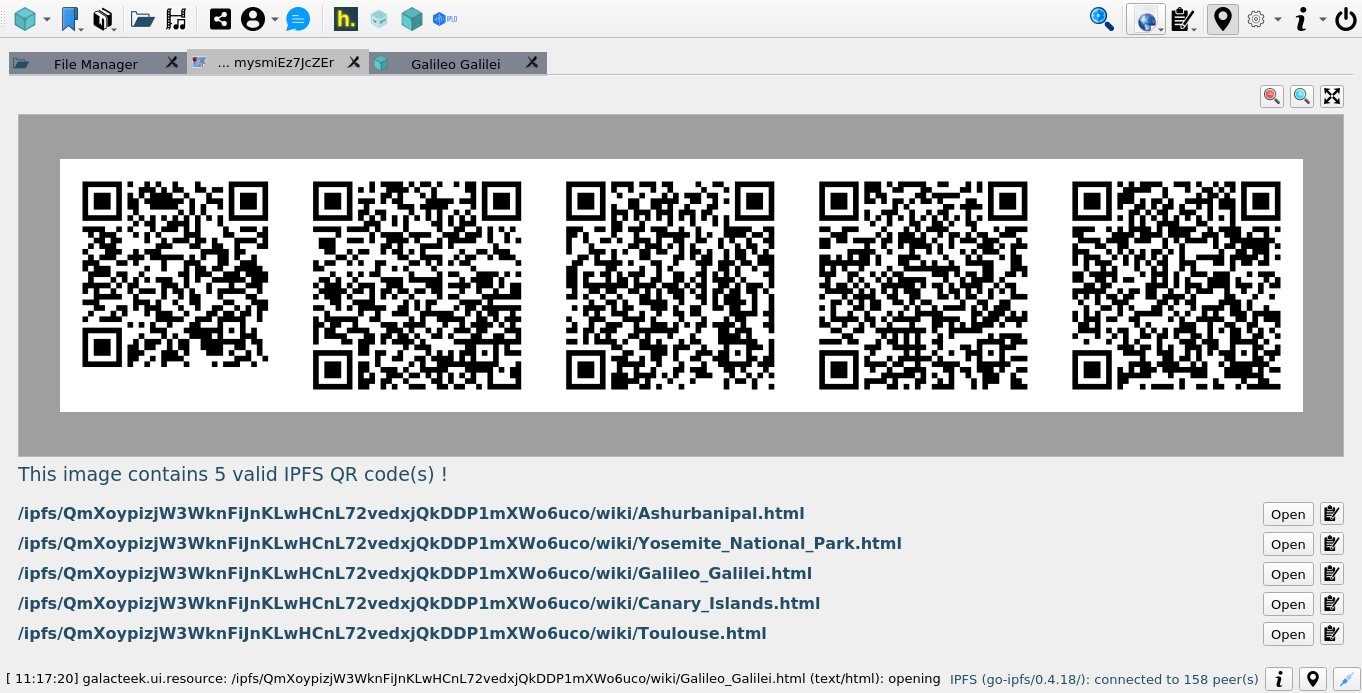 h.
IPLD
File Manager
... mysmiEz7JcZEr
Galileo Galilei
This image contains 5 valid IPFS QR code(s) !
/ipfs/QmXoypizjW3WknFiJnKLwHCnL72vedxjQkDDP1mXWo6uco/wiki/Ashurbanipal.html Open
/ipfs/QmXoypizjW3WknFiJnKLwHCnL72vedxjQkDDP1mXWo6uco/wiki/Yosemite_National_Park.html Open
/ipfs/QmXoypizjW3WknFiJnKLwHCnL72vedxjQkDDP1mXWo6uco/wiki/Galileo_Galilei.html Open
/ipfs/QmXoypizjW3WknFiJnKLwHCnL72vedxjQkDDP1mXWo6uco/wiki/Canary_Islands.html Open
/ipfs/QmXoypizjW3WknFiJnKLwHCnL72vedxjQkDDP1mXWo6uco/wiki/Toulouse.html Open
[ 11:17:20] galacteek.ui.resource: /ipfs/QmXoypizjW3WknFiJnKLwHCnL72vedxjQkDDP1mXWo6uco/wiki/Galileo_Galilei.html (text/html): opening IPFS (go-ipfs/0.4.18/): connected to 158 peer(s)